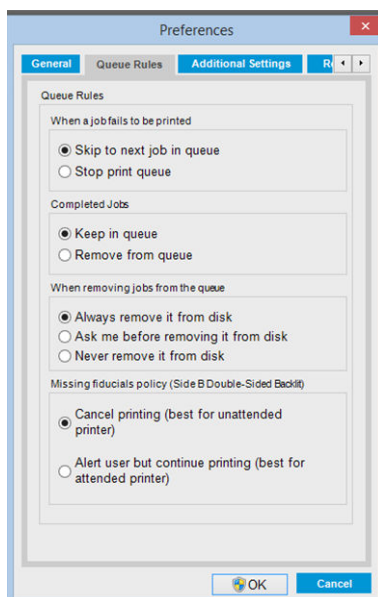 Preferences
General
Queue Rules
Additional Settings
Queue Rules
When a job fails to be printed
Skip to next job in queue
Stop print queue
Completed Jobs
Keep in queue
Remove from queue
When removing jobs from the queue
Always remove it from disk
Ask me before removing it from disk
Never remove it from disk
Missing fiducials policy (Side B Double-Sided Backlit)
Cancel printing (best for unattended
printer)
Alert user but continue printing (best for
attended printer)
OK
Cancel